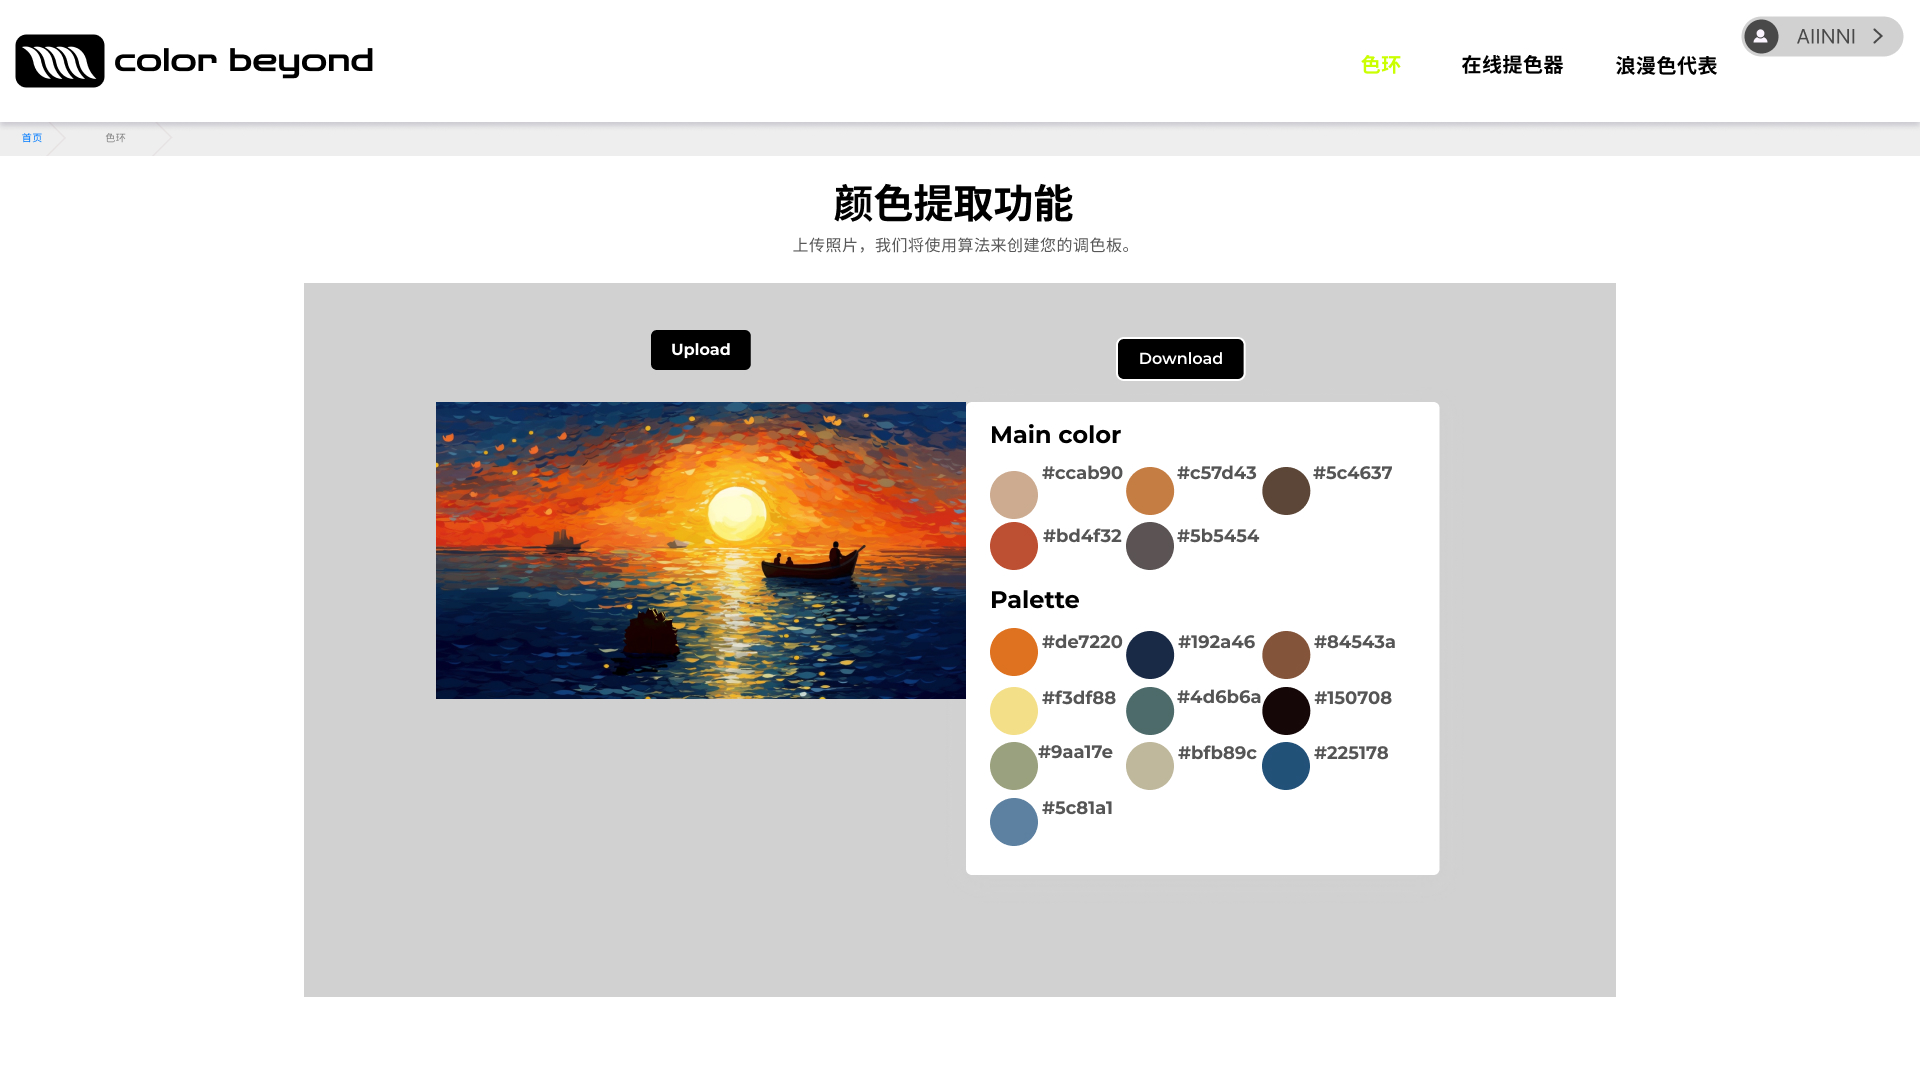 color beyond
色环
在线提色器
浪漫色代表
AIINNI
首页
色环
颜色提取功能
上传照片，我们将使用算法来创建您的调色板。
Upload
Download
Main color
#ccab90
#c57d43
#5c4637
#bd4f32
#5b5454
Palette
#de7220
#192a46
#84543a
#f3df88
#4d6b6a
#150708
#9aa17e
#bfb89c
#225178
#5c81a1